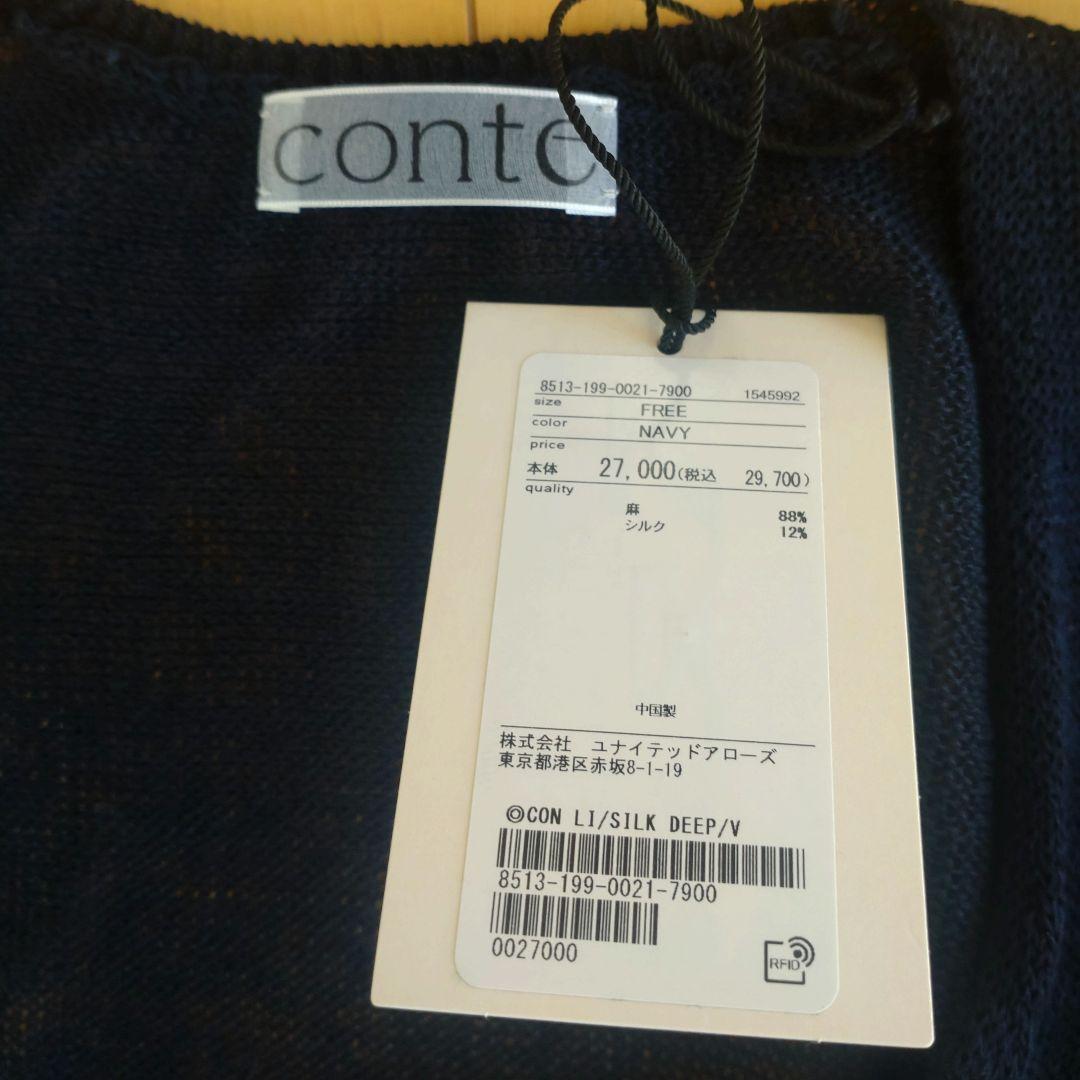 conte
8513-199-0021-7900 1545992
size FREE
color NAVY
price
本体 27,000(税込 29,700)
quality
麻 88%
シルク 12%
中国製
株式会社 ユナイテッドアローズ
東京都港区赤坂8-1-19
◎CON LI/SILK DEEP/V
8513-199-0021-7900
0027000
RFID